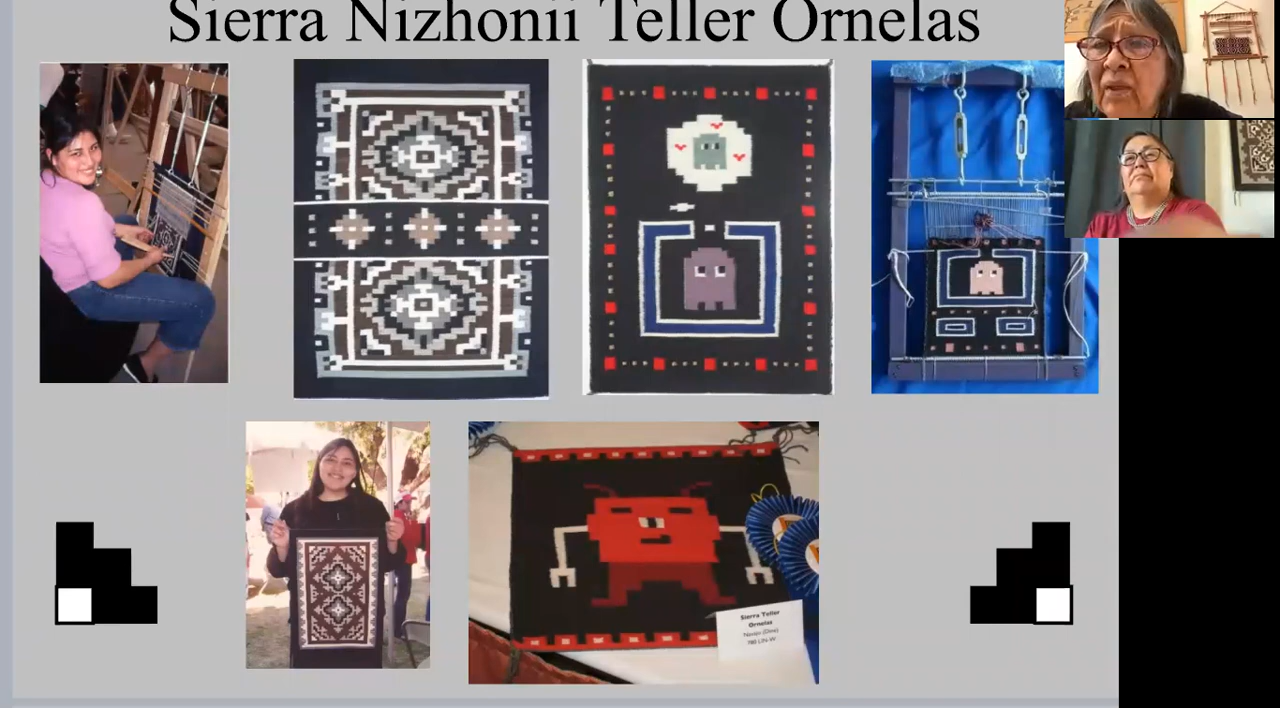 Sierra Nizhonii Teller Ornelas
Sierra Teller
Ornelas
Navajo (Diné)